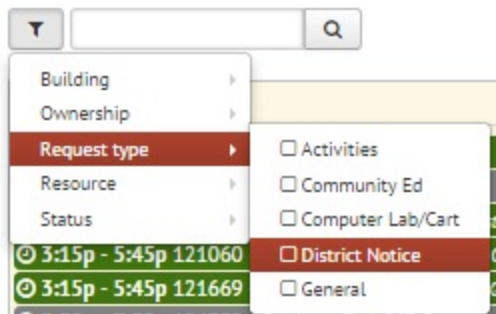 Building
Ownership
Request type
Activities
Resource
Community Ed
Status
Computer Lab/Cart
3:15p - 5:45p 121060
District Notice
3:15p - 5:45p 121669
General